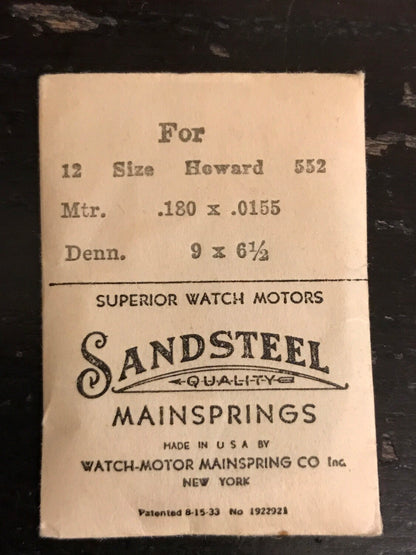 For
12 Size Howard 552
Mtr. .180 x .0155
Denn. 9 x 6½
SUPERIOR WATCH MOTORS
SANDSTEEL
QUALITY
MAINSPRINGS
MADE IN U S A BY
WATCH-MOTOR MAINSPRING CO Inc.
NEW YORK
Patented 8-15-33 No 1922921